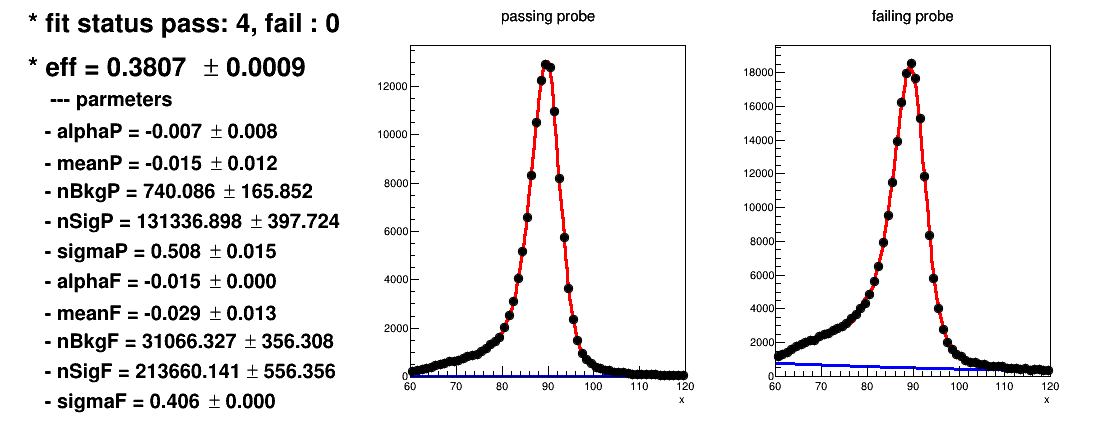 * fit status pass: 4, fail : 0
* eff = 0.3807 ± 0.0009
--- parmeters
- alphaP = -0.007 ± 0.008
- meanP = -0.015 ± 0.012
- nBkgP = 740.086 ± 165.852
- nSigP = 131336.898 ± 397.724
- sigmaP = 0.508 ± 0.015
- alphaF = -0.015 ± 0.000
- meanF = -0.029 ± 0.013
- nBkgF = 31066.327 ± 356.308
- nSigF = 213660.141 ± 556.356
- sigmaF = 0.406 ± 0.000
passing probe
12000
10000
8000
6000
4000
2000
0
60 70 80 90 100 110 120
x
failing probe
18000
16000
14000
12000
10000
8000
6000
4000
2000
0
60 70 80 90 100 110 120
x